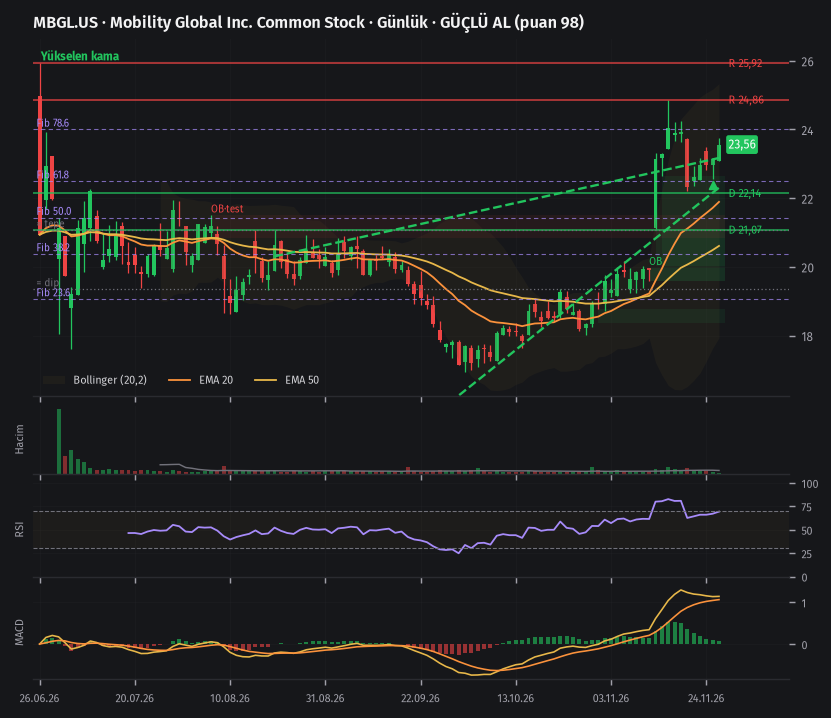 MBGL.US · Mobility Global Inc. Common Stock · Günlük · GÜÇLÜ AL (puan 98)
Yükselen kama
R 25,92
26
R 24,86
Fib 78.6
24
23,56
Fib 61.8
D 22,14
22
OB·test
Fib 50.0
D 21,07
Fib 38.2
OB
20
≈ dip
Fib 23.6
18
Bollinger (20,2)
EMA 20
EMA 50
Hacim
RSI
100
75
50
25
0
MACD
1
0
26.06.26
20.07.26
10.08.26
31.08.26
22.09.26
13.10.26
03.11.26
24.11.26